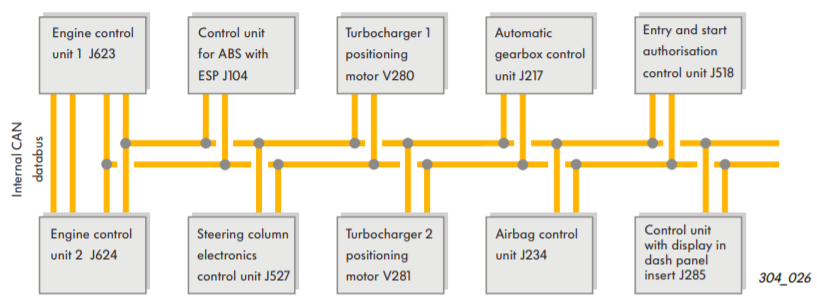 Engine control
unit 1 J623
Control unit
for ABS with
ESP J104
Turbocharger 1
positioning
motor V280
Automatic
gearbox control
unit J217
Entry and start
authorisation
control unit J518
Internal CAN
databus
Engine control
unit 2 J624
Steering column
electronics
control unit J527
Turbocharger 2
positioning
motor V281
Airbag control
unit J234
Control unit
with display in
dash panel
insert J285
304_026